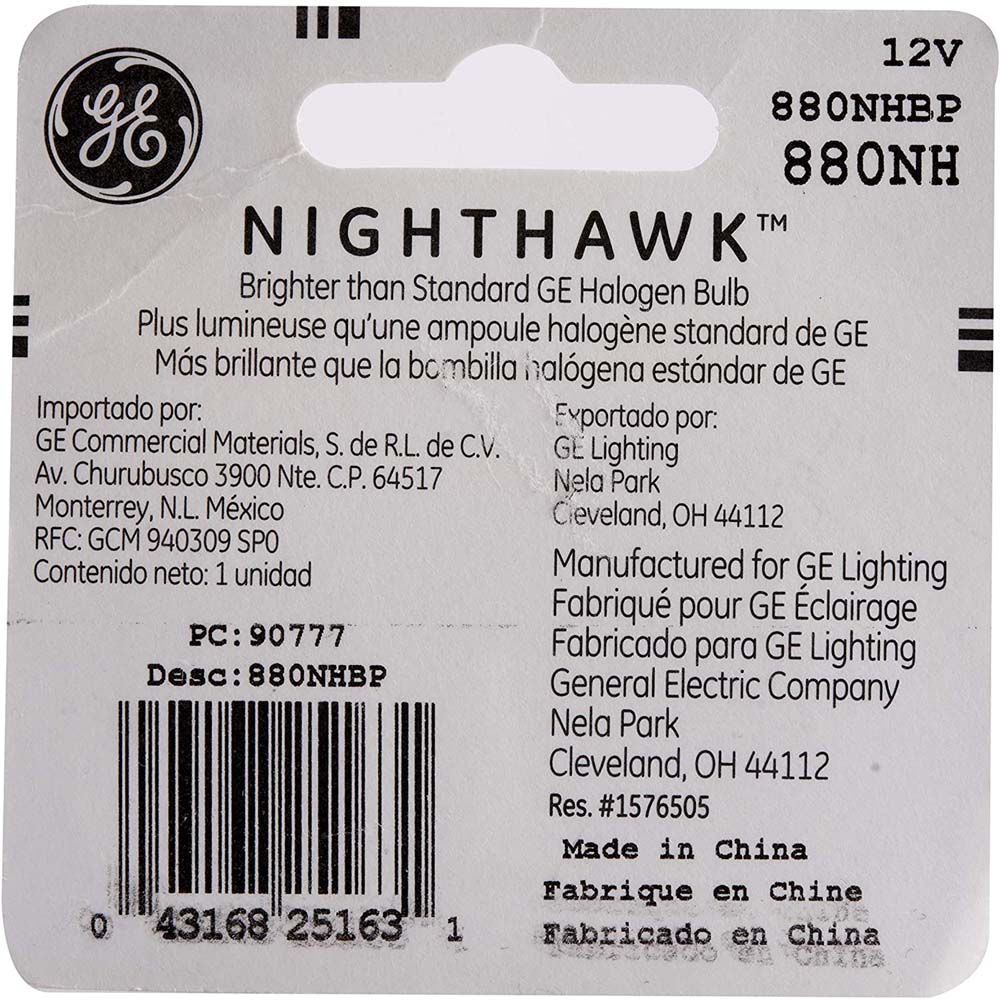 GE
12V
880NHBP
880NH
NIGHTHAWK™
Brighter than Standard GE Halogen Bulb
Plus lumineuse qu'une ampoule halogène standard de GE
Más brillante que la bombilla halógena estándar de GE
Importado por:
GE Commercial Materials, S. de R.L. de C.V.
Av. Churubusco 3900 Nte. C.P. 64517
Monterrey, N.L. México
RFC: GCM 940309 SP0
Contenido neto: 1 unidad
Exportado por:
GE Lighting
Nela Park
Cleveland, OH 44112
Manufactured for GE Lighting
Fabriqué pour GE Éclairage
Fabricado para GE Lighting
General Electric Company
Nela Park
Cleveland, OH 44112
Res. #1576505
Made in China
Fabrique en Chine
Fabricado en China
PC:90777
Desc:880NHBP
0 43168 25163 1